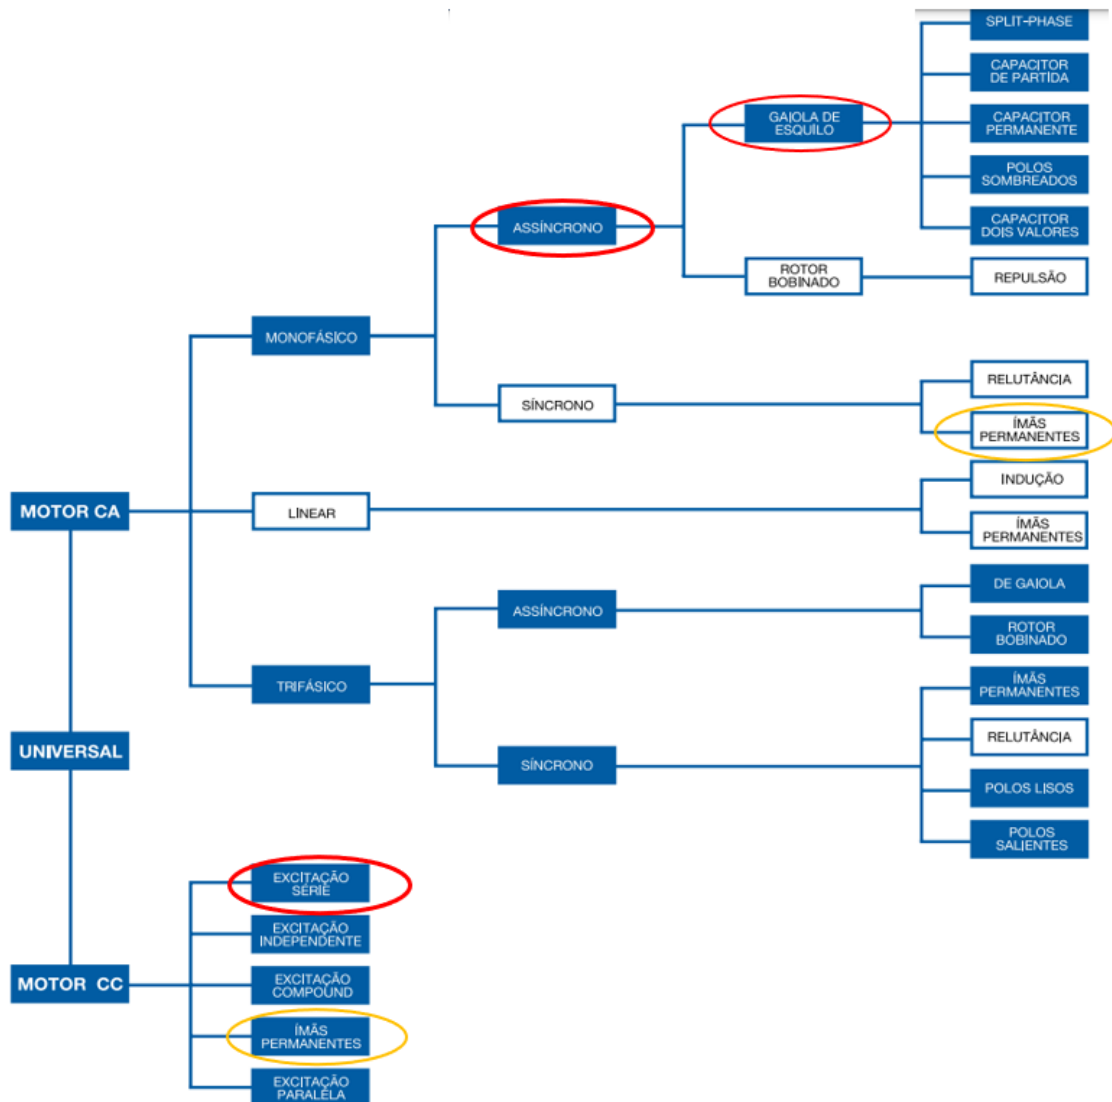 SPLIT-PHASE
CAPACITOR
DE PARTIDA
GAIOLA DE
ESQUILO
CAPACITOR
PERMANENTE
POLOS
SOMBREADOS
ASSÍNCRONO
CAPACITOR
DOIS VALORES
ROTOR
BOBINADO
REPULSÃO
MONOFÁSICO
RELUTÂNCIA
SÍNCRONO
ÍMÃS
PERMANENTES
INDUÇÃO
MOTOR CA
LINEAR
ÍMÃS
PERMANENTES
DE GAIOLA
ASSÍNCRONO
ROTOR
BOBINADO
TRIFÁSICO
ÍMÃS
PERMANENTES
RELUTÂNCIA
UNIVERSAL
SÍNCRONO
POLOS LISOS
POLOS
SALIENTES
EXCITAÇÃO
SÉRIE
EXCITAÇÃO
INDEPENDENTE
MOTOR CC
EXCITAÇÃO
COMPOUND
ÍMÃS
PERMANENTES
EXCITAÇÃO
PARALELA